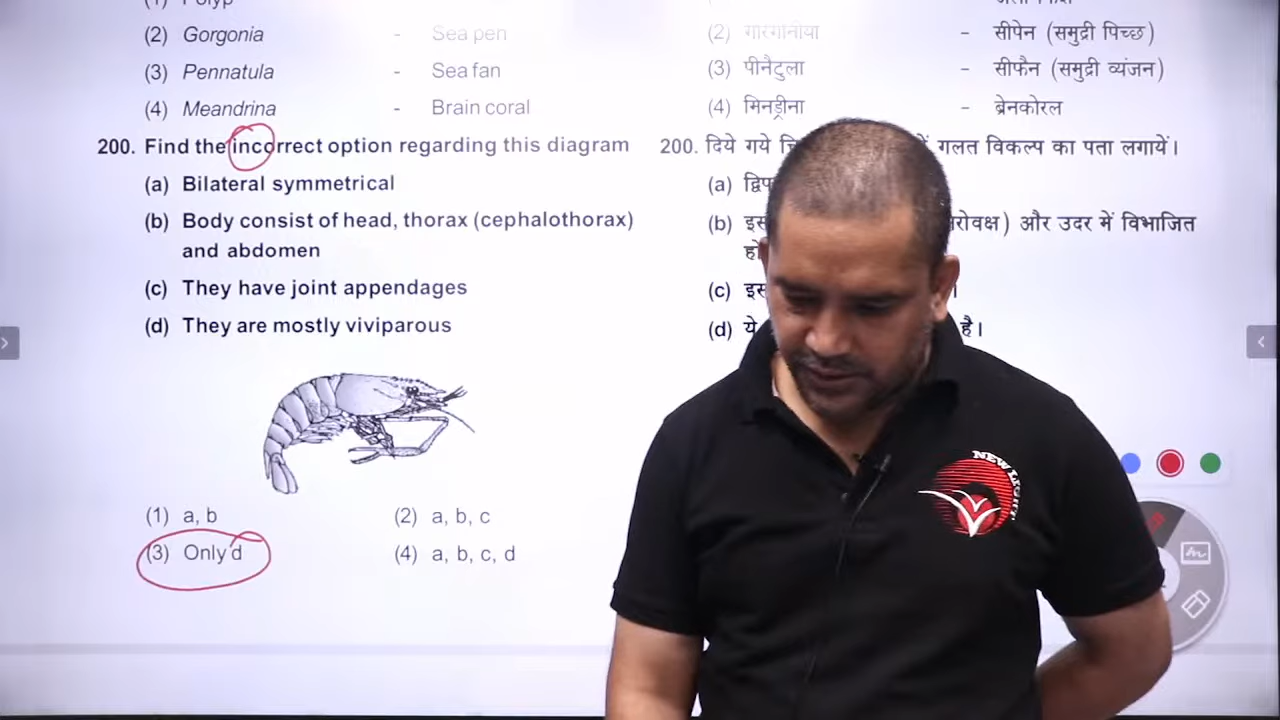 (1) Polyp
(2) Gorgonia - Sea pen
(3) Pennatula - Sea fan
(4) Meandrina - Brain coral
200. Find the incorrect option regarding this diagram
(a) Bilateral symmetrical
(b) Body consist of head, thorax (cephalothorax)
and abdomen
(c) They have joint appendages
(d) They are mostly viviparous
(1) a, b (2) a, b, c
(3) Only d (4) a, b, c, d
(2) गोरगोनीया - सीपेन (समुद्री पिच्छ)
(3) पीनैटुला - सीफैन (समुद्री व्यंजन)
(4) मिनड्रीना - ब्रेनकोरल
200. दिये गये गलत विकल्प का पता लगायें।
(a)
(b) और उदर में विभाजित
(c)
(d) ये है।
NEW LIGHT